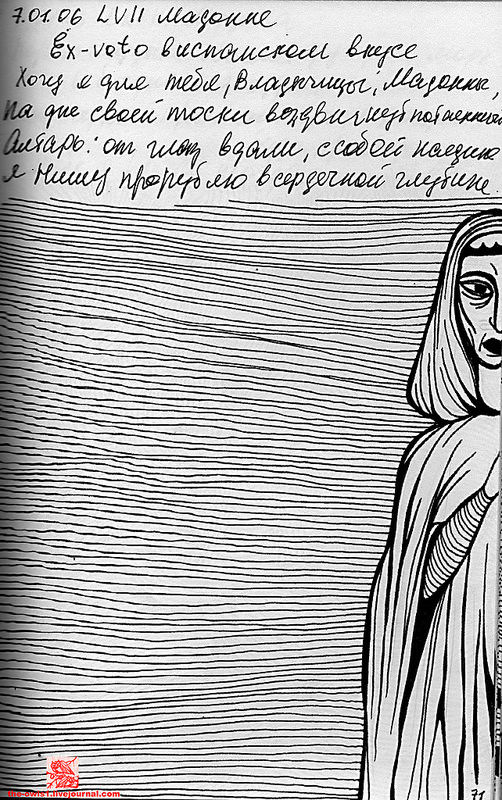 7.01.06 LVII Мадонне
Ex-voto в испанском вкусе
Хочу я для тебя, Владычицы, Мадонны,
На дне своей тоски воздвигнуть потаенный
Алтарь: от глаз вдали, с собой наедине
я Нишу прорублю в сердечной глубине
the-owls1.livejournal.com
71